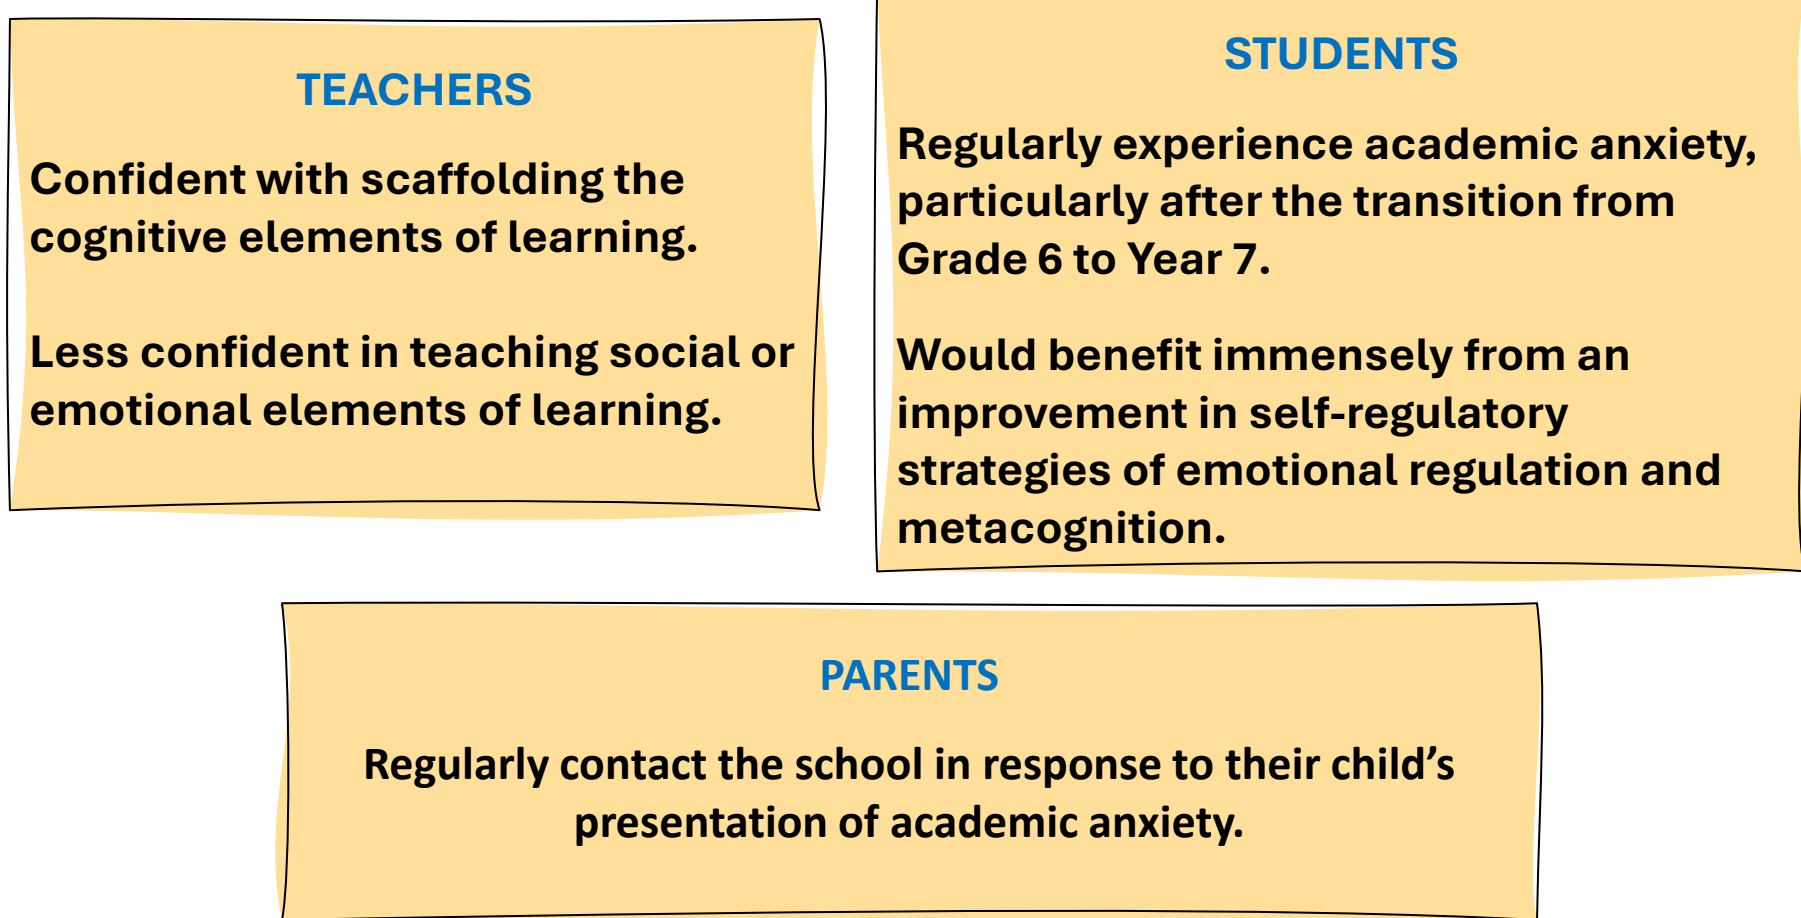 TEACHERS
Confident with scaffolding the
cognitive elements of learning.
Less confident in teaching social or
emotional elements of learning.
STUDENTS
Regularly experience academic anxiety,
particularly after the transition from
Grade 6 to Year 7.
Would benefit immensely from an
improvement in self-regulatory
strategies of emotional regulation and
metacognition.
PARENTS
Regularly contact the school in response to their child’s
presentation of academic anxiety.